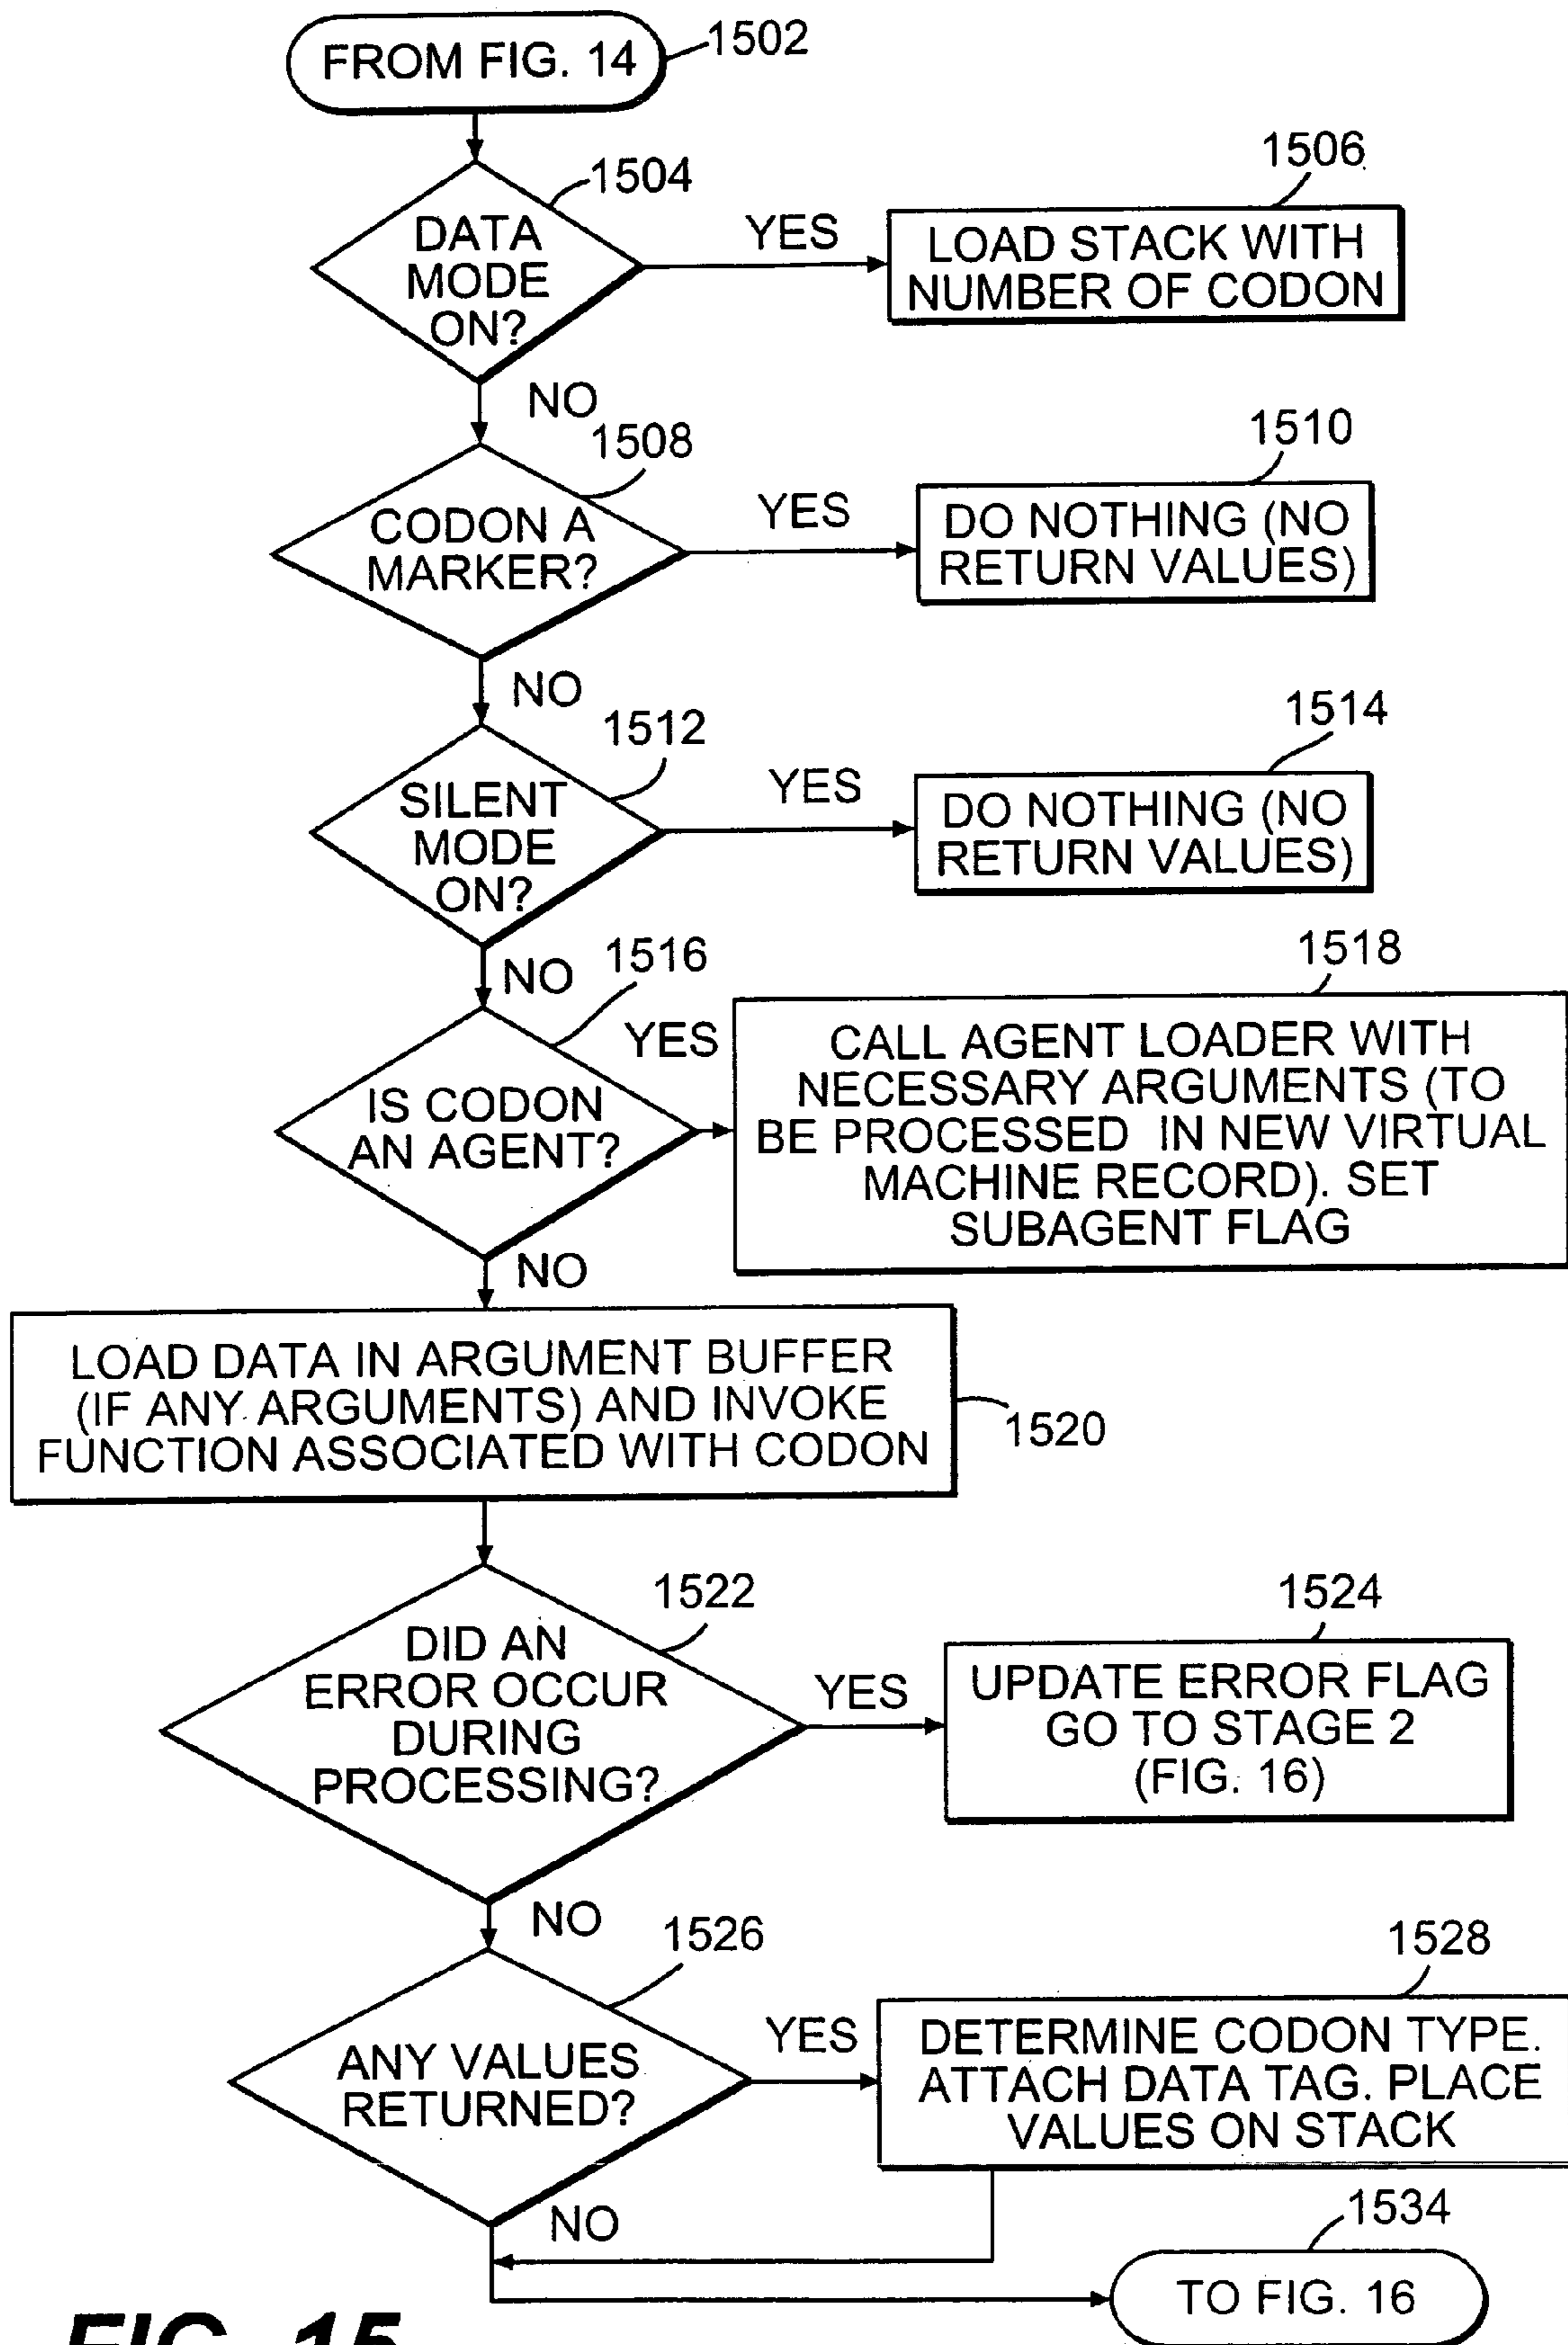 FROM FIG. 14
1502
1504
DATA
MODE
ON?
YES
1506
LOAD STACK WITH
NUMBER OF CODON
NO
1508
CODON A
MARKER?
YES
1510
DO NOTHING (NO
RETURN VALUES)
NO
1512
SILENT
MODE
ON?
YES
1514
DO NOTHING (NO
RETURN VALUES)
NO
1516
IS CODON
AN AGENT?
YES
1518
CALL AGENT LOADER WITH
NECESSARY ARGUMENTS (TO
BE PROCESSED IN NEW VIRTUAL
MACHINE RECORD). SET
SUBAGENT FLAG
NO
LOAD DATA IN ARGUMENT BUFFER
(IF ANY ARGUMENTS) AND INVOKE
FUNCTION ASSOCIATED WITH CODON
1520
1522
DID AN
ERROR OCCUR
DURING
PROCESSING?
YES
1524
UPDATE ERROR FLAG
GO TO STAGE 2
(FIG. 16)
NO
1526
ANY VALUES
RETURNED?
YES
1528
DETERMINE CODON TYPE.
ATTACH DATA TAG. PLACE
VALUES ON STACK
NO
1534
TO FIG. 16
FIG. 15